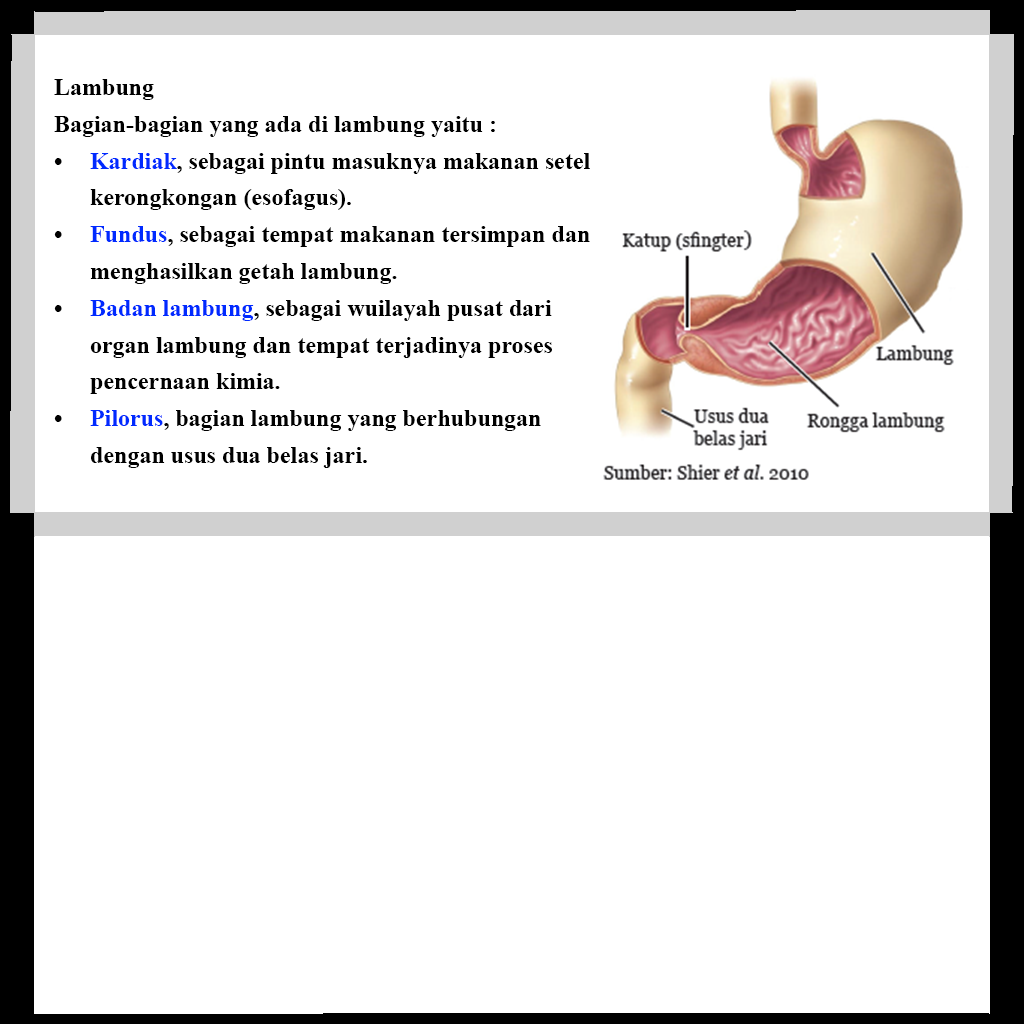 Lambung
Bagian-bagian yang ada di lambung yaitu :
• Kardiak, sebagai pintu masuknya makanan setel
kerongkongan (esofagus).
• Fundus, sebagai tempat makanan tersimpan dan
menghasilkan getah lambung.
• Badan lambung, sebagai wuilayah pusat dari
organ lambung dan tempat terjadinya proses
pencernaan kimia.
• Pilorus, bagian lambung yang berhubungan
dengan usus dua belas jari.
Katup (sfingter)
Lambung
Rongga lambung
Usus dua
belas jari
Sumber: Shier et al. 2010